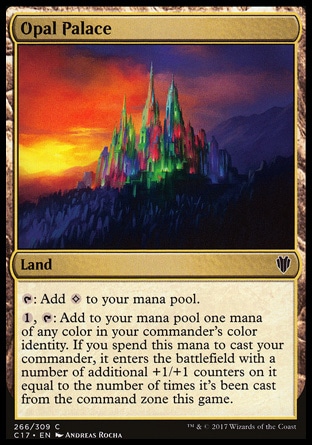 Opal Palace
Land
: Add to your mana pool.
1, : Add to your mana pool one mana
of any color in your commander's color
identity. If you spend this mana to cast your
commander, it enters the battlefield with a
number of additional +1/+1 counters on it
equal to the number of times it's been cast
from the command zone this game.
266/309 C
C17 • EN Andreas Rocha
™ & © 2017 Wizards of the Coast